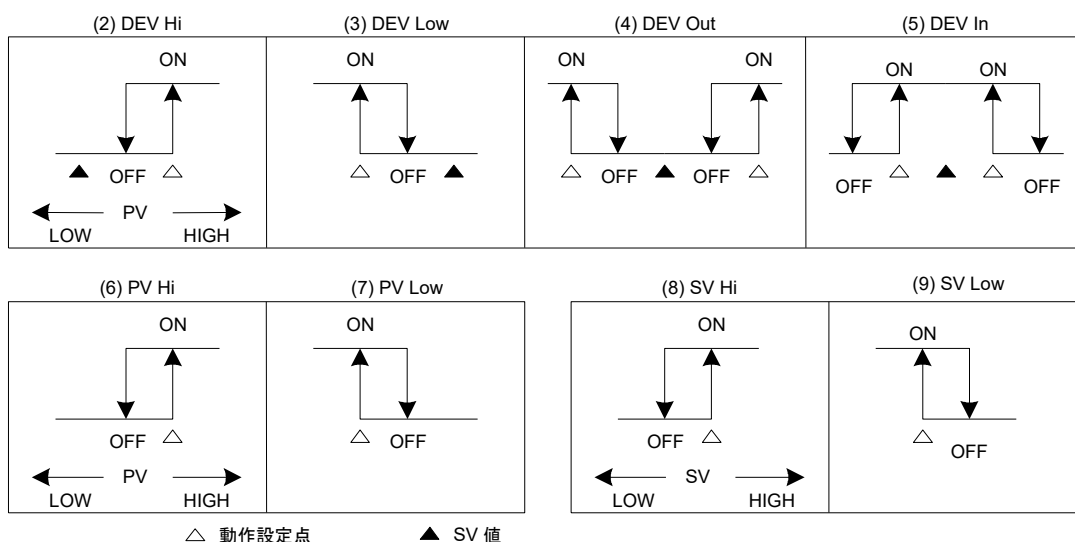 (2) DEV Hi (3) DEV Low (4) DEV Out (5) DEV In
ON ON ON ON ON ON
OFF OFF OFF OFF OFF OFF
PV
LOW HIGH
(6) PV Hi (7) PV Low (8) SV Hi (9) SV Low
ON ON ON ON
OFF OFF OFF OFF
PV SV
LOW HIGH LOW HIGH
△ 動作設定点 ▲ SV 値